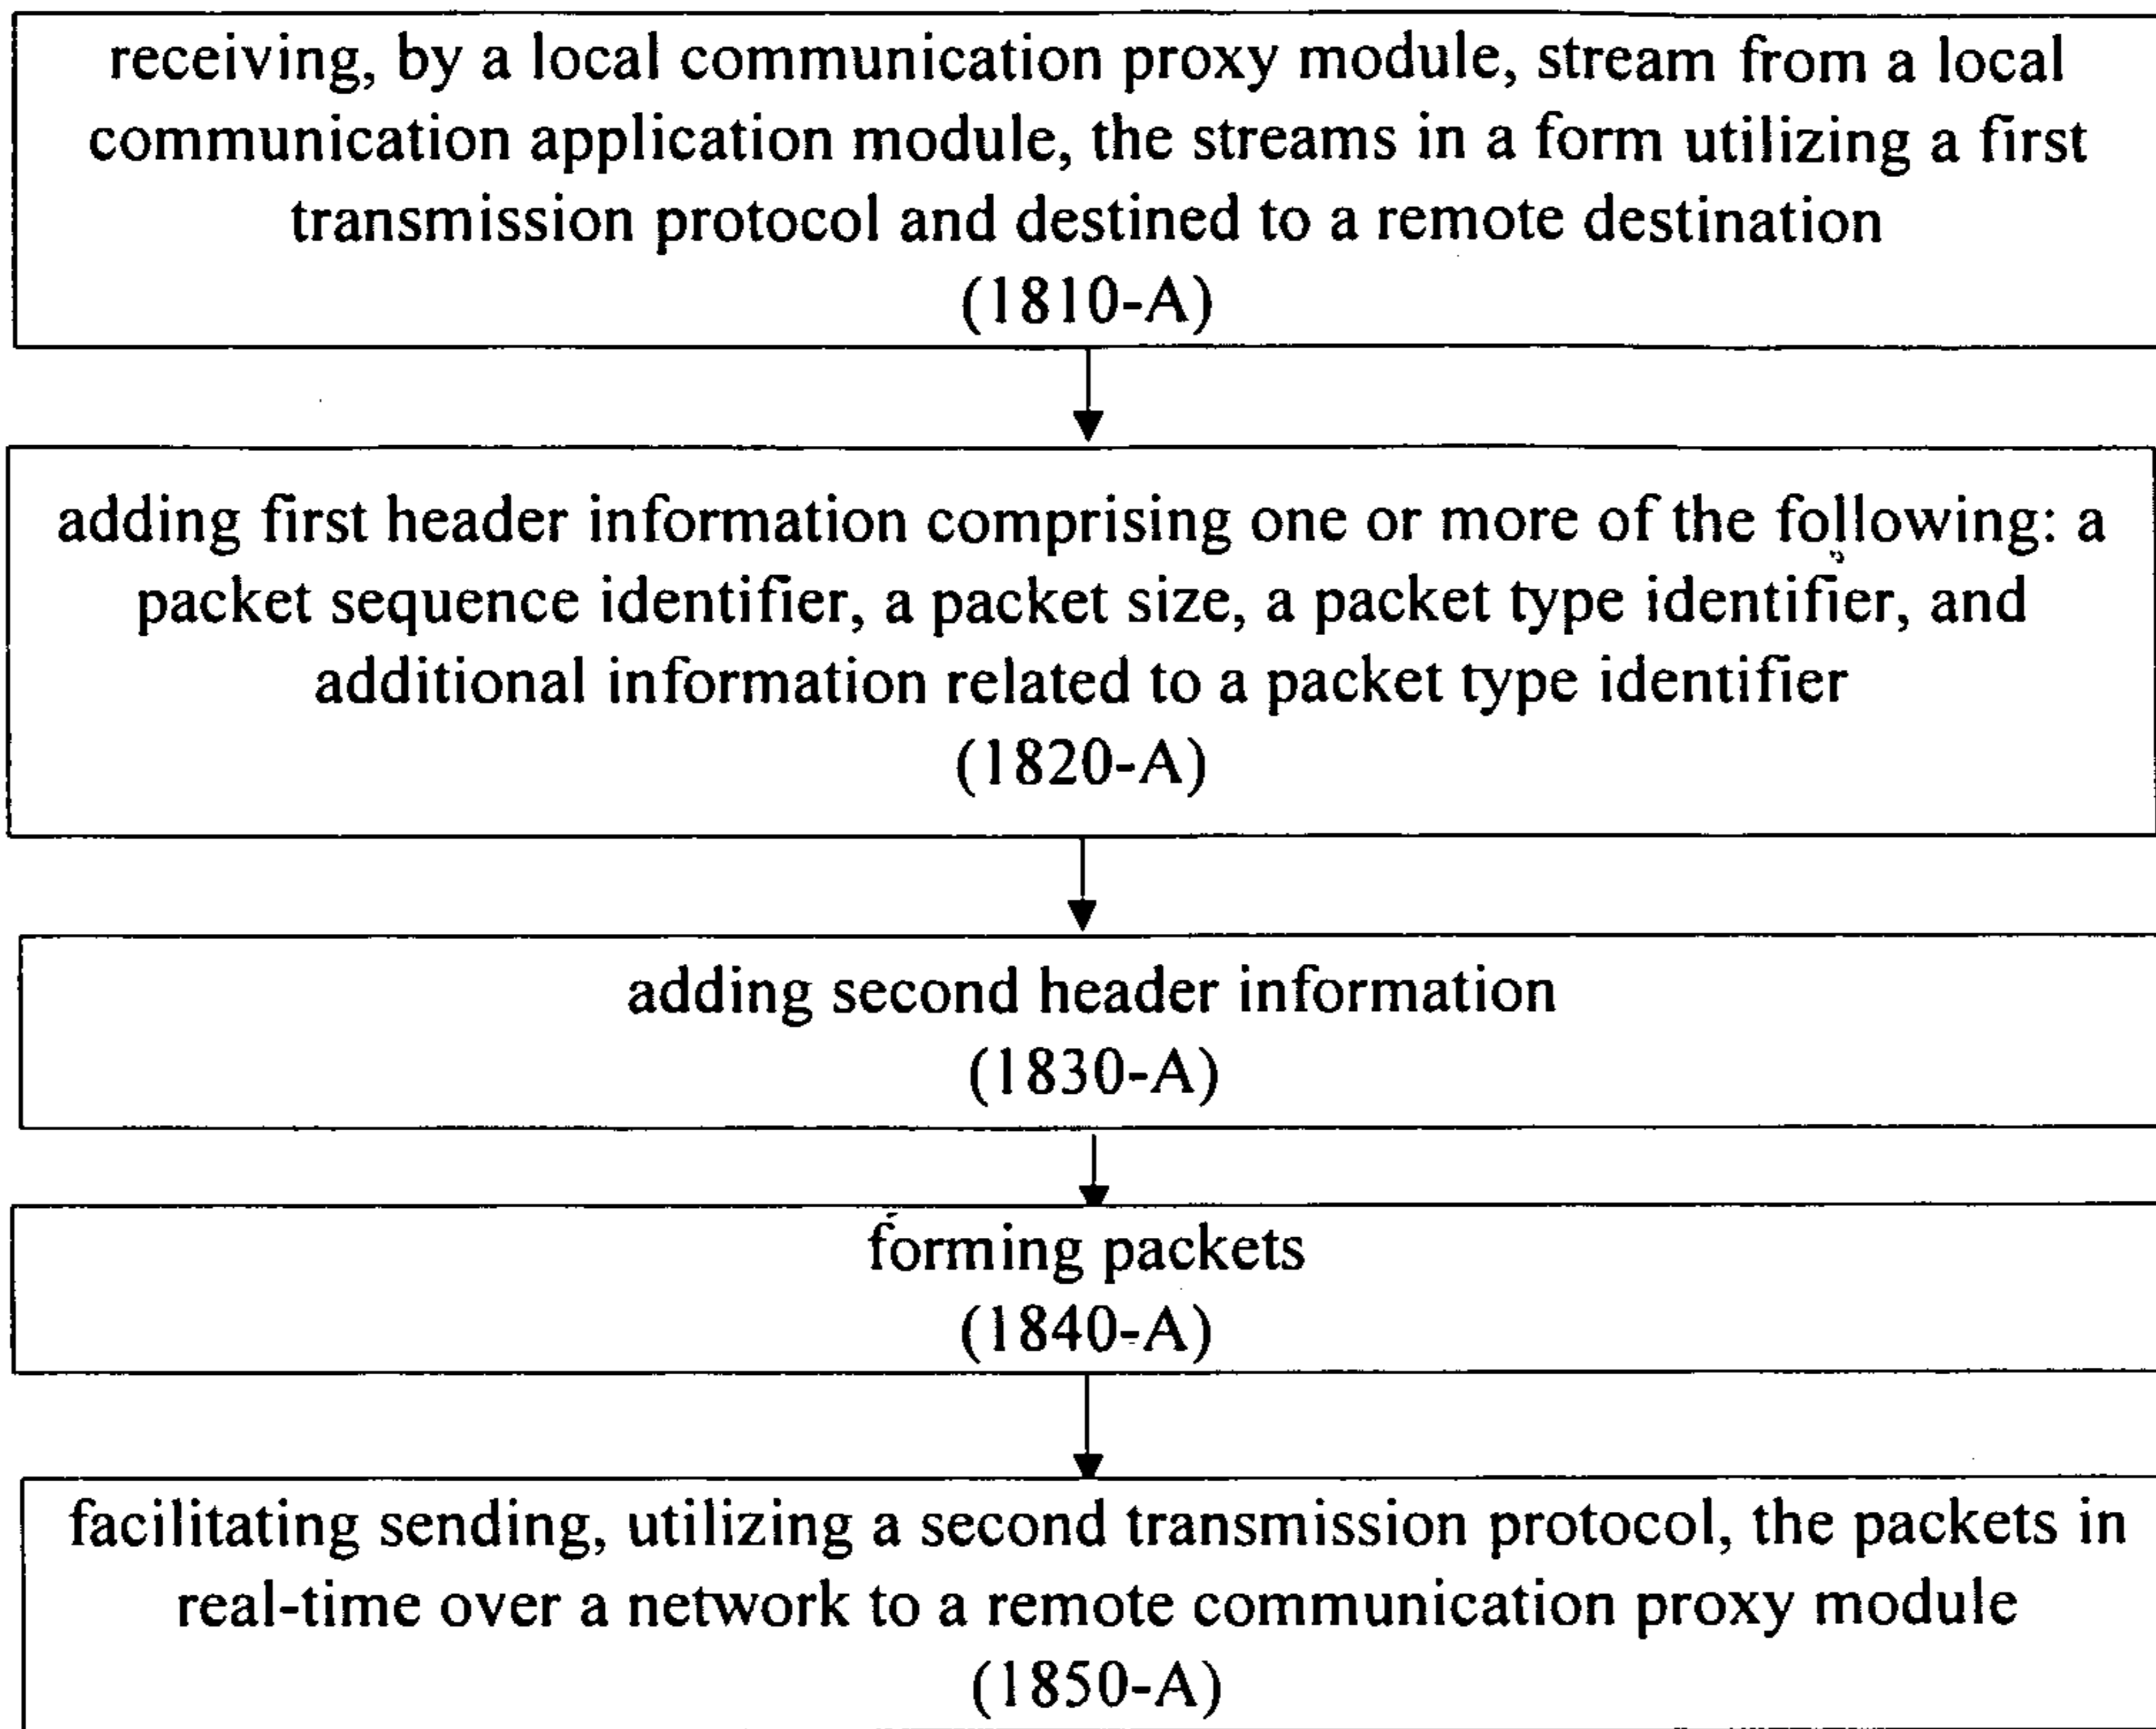 receiving, by a local communication proxy module, stream from a local
communication application module, the streams in a form utilizing a first
transmission protocol and destined to a remote destination
(1810-A)
adding first header information comprising one or more of the following: a
packet sequence identifier, a packet size, a packet type identifier, and
additional information related to a packet type identifier
(1820-A)
adding second header information
(1830-A)
forming packets
(1840-A)
facilitating sending, utilizing a second transmission protocol, the packets in
real-time over a network to a remote communication proxy module
(1850-A)